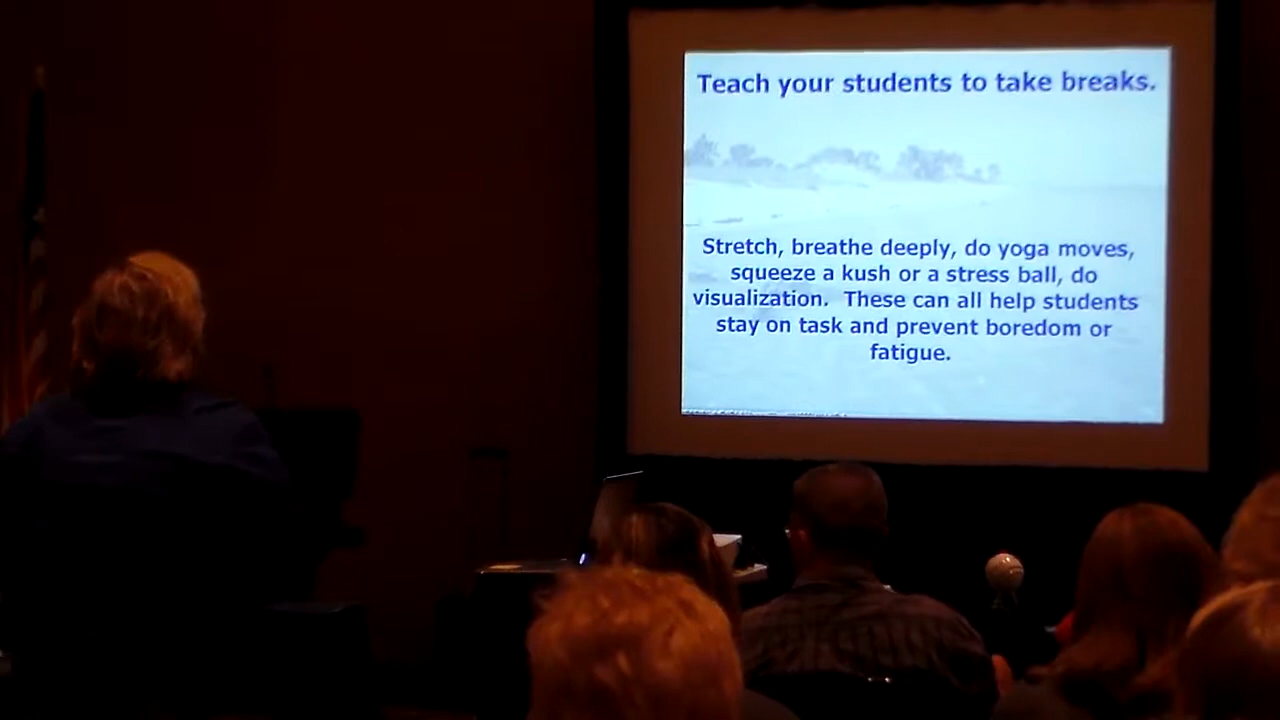 Teach your students to take breaks.
Stretch, breathe deeply, do yoga moves,
squeeze a kush or a stress ball, do
visualization. These can all help students
stay on task and prevent boredom or
fatigue.